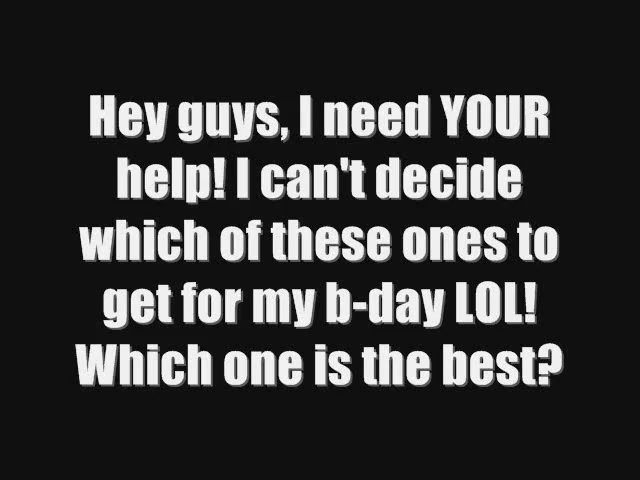 Hey guys, I need YOUR
help! I can't decide
which of these ones to
get for my b-day LOL!
Which one is the best?